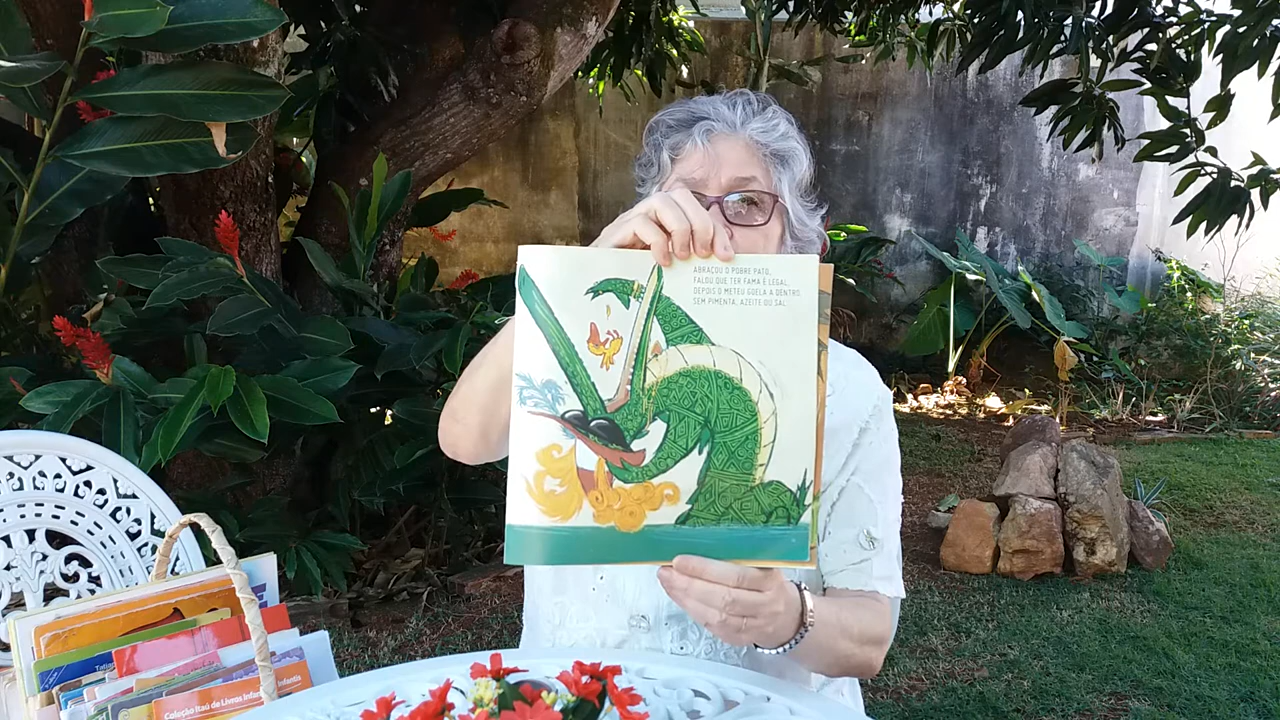 ABRAÇOU O POBRE PATO,
FALOU QUE TER FAMA É LEGAL,
DEPOIS O METEU GOELA A DENTRO
SEM PIMENTA, AZEITE OU SAL.
Tatian
Coleção Itaú de Livros Infantis